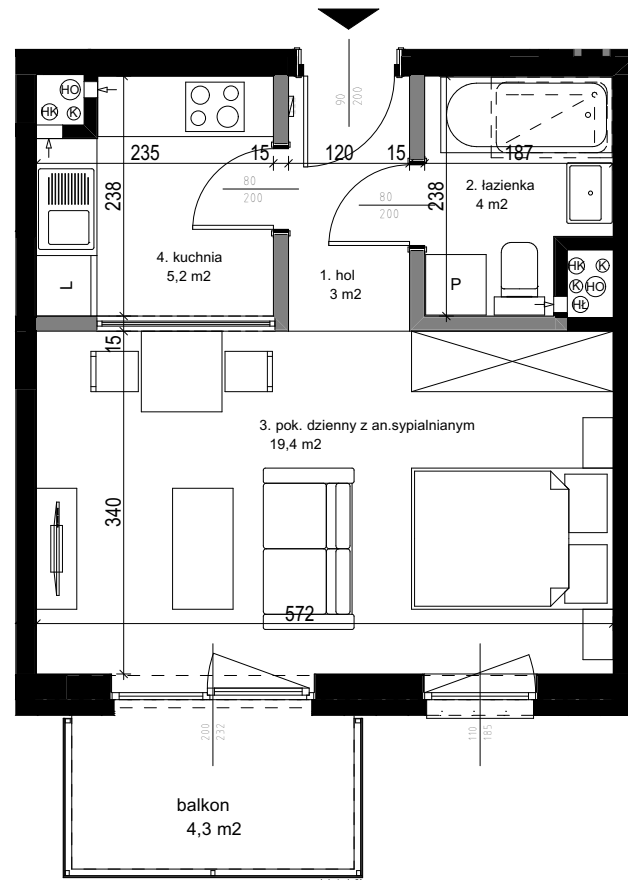 90
200
HO
HK K
235
15
120
15
187
80
200
80
200
238
238
2. łazienka
4 m2
4. kuchnia
5,2 m2
1. hol
3 m2
L
P
HK K
K HO
HŁ
15
3. pok. dzienny z an.sypialnianym
19,4 m2
340
572
200
232
110
185
balkon
4,3 m2